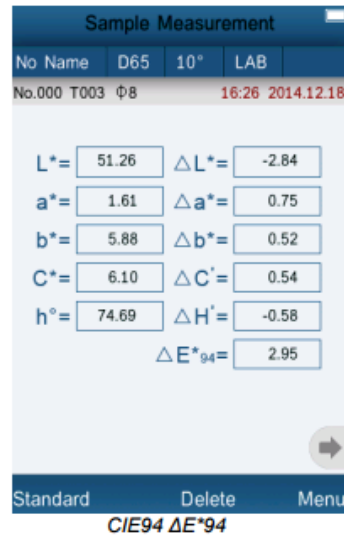 Sample Measurement
No Name D65 10° LAB
No.000 T003 Φ8 16:26 2014.12.18
L*= 51.26 △L*= -2.84
a*= 1.61 △a*= 0.75
b*= 5.88 △b*= 0.52
C*= 6.10 △C'= 0.54
h°= 74.69 △H'= -0.58
△E*94= 2.95
Standard Delete Menu
CIE94 ΔE*94